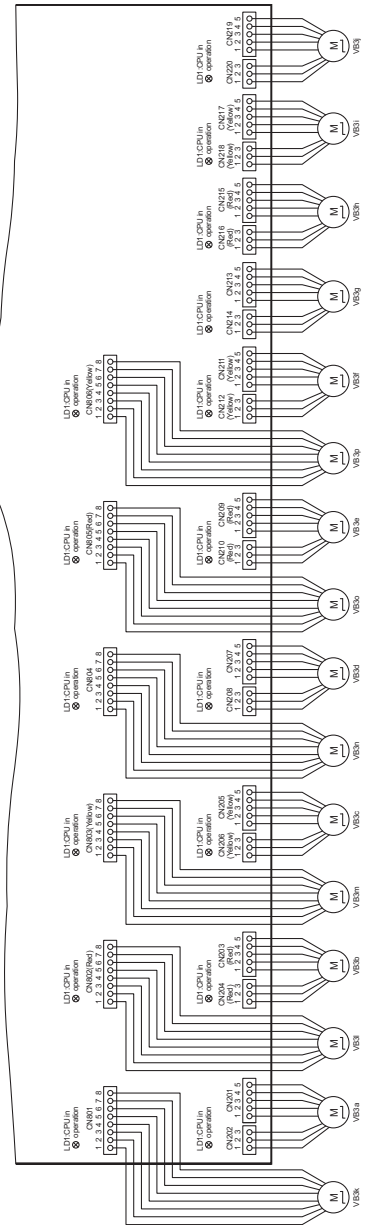 LD1:CPU in
operation
CN801
1 2 3 4 5 6 7 8
LD1:CPU in
operation
CN802(Red)
1 2 3 4 5 6 7 8
LD1:CPU in
operation
CN803(Yellow)
1 2 3 4 5 6 7 8
LD1:CPU in
operation
CN804
1 2 3 4 5 6 7 8
LD1:CPU in
operation
CN805(Red)
1 2 3 4 5 6 7 8
LD1:CPU in
operation
CN806(Yellow)
1 2 3 4 5 6 7 8
LD1:CPU in
operation
CN202
1 2 3
CN201
1 2 3 4 5
LD1:CPU in
operation
CN204
(Red)
1 2 3
CN203
(Red)
1 2 3 4 5
LD1:CPU in
operation
CN206
(Yellow)
1 2 3
CN205
(Yellow)
1 2 3 4 5
LD1:CPU in
operation
CN208
1 2 3
CN207
1 2 3 4 5
LD1:CPU in
operation
CN210
(Red)
1 2 3
CN209
(Red)
1 2 3 4 5
LD1:CPU in
operation
CN212
(Yellow)
1 2 3
CN211
(Yellow)
1 2 3 4 5
LD1:CPU in
operation
CN214
1 2 3
CN213
1 2 3 4 5
LD1:CPU in
operation
CN216
(Red)
1 2 3
CN215
(Red)
1 2 3 4 5
LD1:CPU in
operation
CN218
(Yellow)
1 2 3
CN217
(Yellow)
1 2 3 4 5
LD1:CPU in
operation
CN220
1 2 3
CN219
1 2 3 4 5
M M M M M M M M M M M M M M M M
VB3k VB3a VB3l VB3b VB3m VB3c VB3n VB3d VB3o VB3e VB3p VB3f VB3g VB3h VB3i VB3j